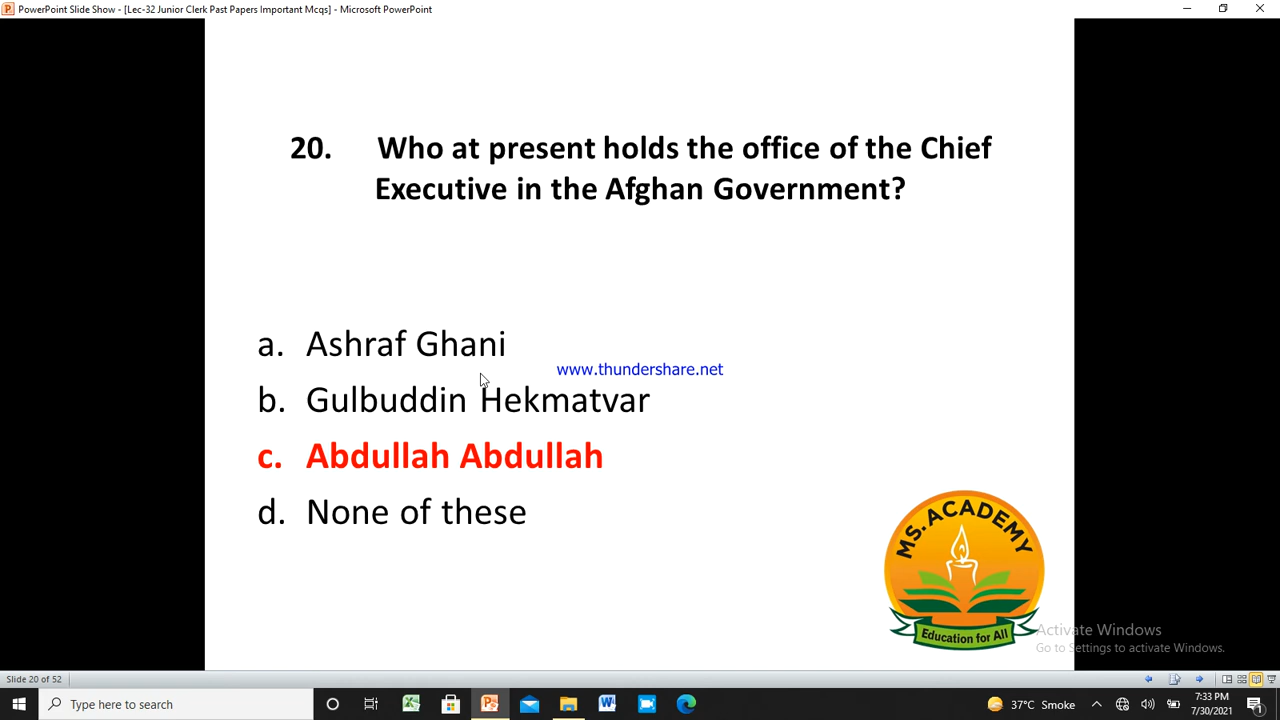 PowerPoint Slide Show - [Lec-32 Junior Clerk Past Papers Important Mcqs] - Microsoft PowerPoint
20. Who at present holds the office of the Chief
Executive in the Afghan Government?
a. Ashraf Ghani
www.thundershare.net
b. Gulbuddin Hekmatvar
c. Abdullah Abdullah
d. None of these
MS.ACADEMY
Education for All
Activate Windows
Go to Settings to activate Windows.
Slide 20 of 52
Type here to search
37°C Smoke
7:33 PM
7/30/2021